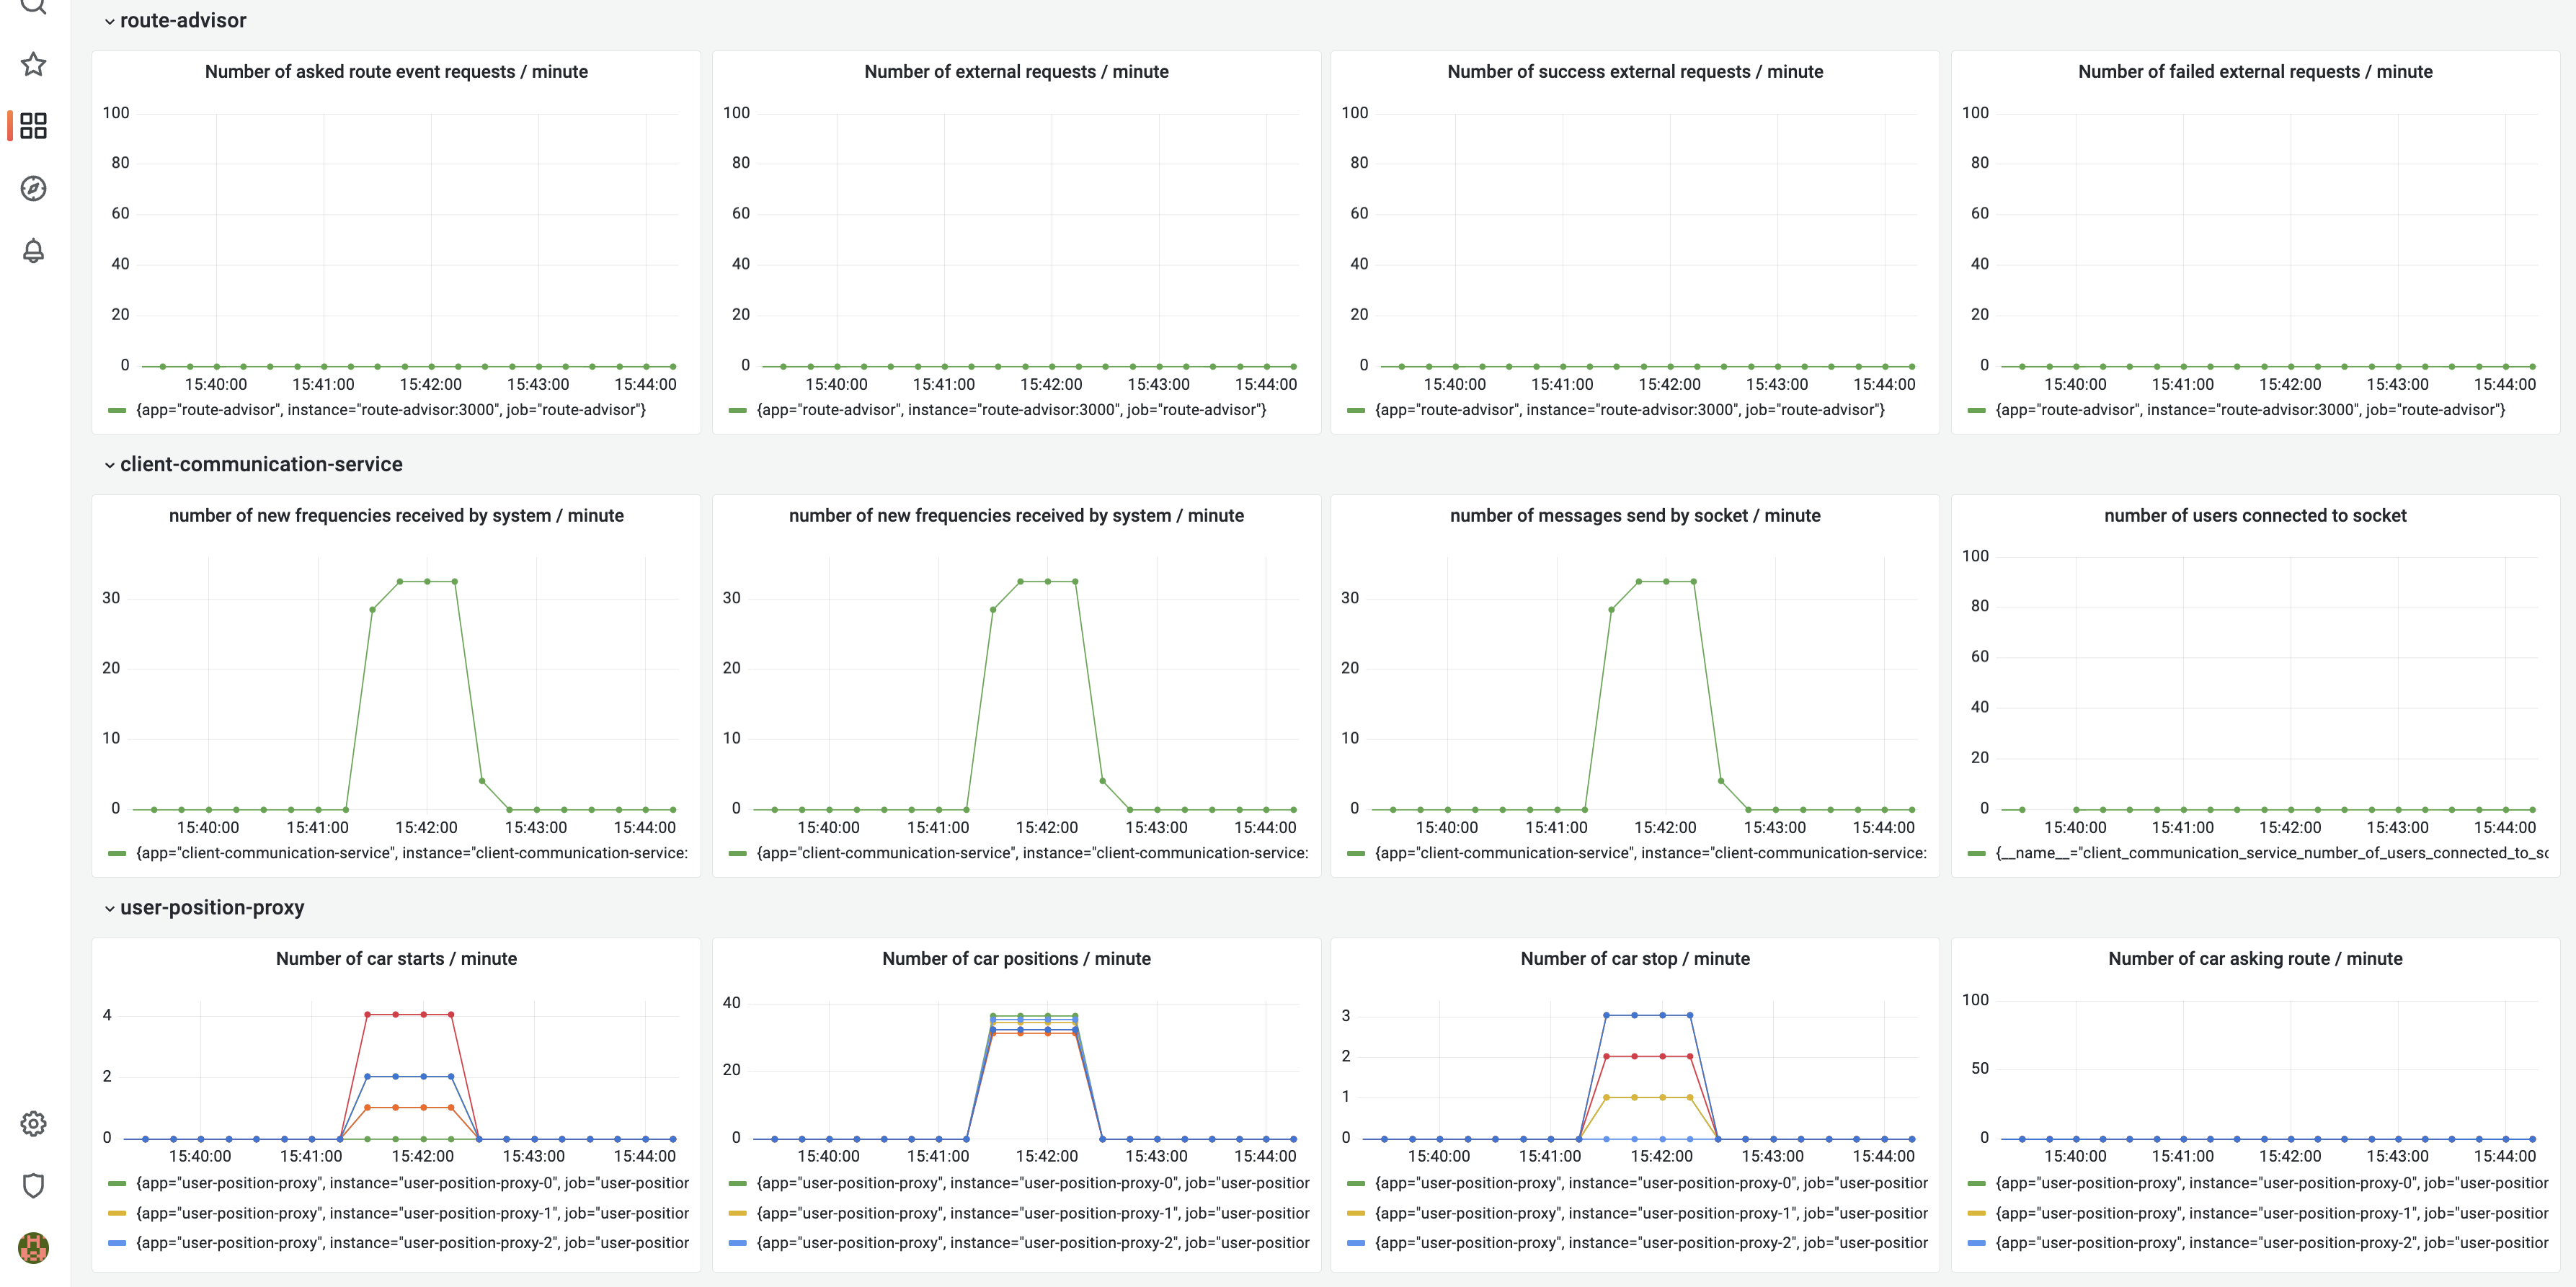 route-advisor
Number of asked route event requests / minute
100
80
60
40
20
0
15:40:00 15:41:00 15:42:00 15:43:00 15:44:00
{app="route-advisor", instance="route-advisor:3000", job="route-advisor"}
Number of external requests / minute
100
80
60
40
20
0
15:40:00 15:41:00 15:42:00 15:43:00 15:44:00
{app="route-advisor", instance="route-advisor:3000", job="route-advisor"}
Number of success external requests / minute
100
80
60
40
20
0
15:40:00 15:41:00 15:42:00 15:43:00 15:44:00
{app="route-advisor", instance="route-advisor:3000", job="route-advisor"}
Number of failed external requests / minute
100
80
60
40
20
0
15:40:00 15:41:00 15:42:00 15:43:00 15:44:00
{app="route-advisor", instance="route-advisor:3000", job="route-advisor"}
client-communication-service
number of new frequencies received by system / minute
30
20
10
0
15:40:00 15:41:00 15:42:00 15:43:00 15:44:00
{app="client-communication-service", instance="client-communication-service:
number of new frequencies received by system / minute
30
20
10
0
15:40:00 15:41:00 15:42:00 15:43:00 15:44:00
{app="client-communication-service", instance="client-communication-service:
number of messages send by socket / minute
30
20
10
0
15:40:00 15:41:00 15:42:00 15:43:00 15:44:00
{app="client-communication-service", instance="client-communication-service:
number of users connected to socket
100
80
60
40
20
0
15:40:00 15:41:00 15:42:00 15:43:00 15:44:00
{__name__="client_communication_service_number_of_users_connected_to_sc
user-position-proxy
Number of car starts / minute
4
2
0
15:40:00 15:41:00 15:42:00 15:43:00 15:44:00
{app="user-position-proxy", instance="user-position-proxy-0", job="user-position
{app="user-position-proxy", instance="user-position-proxy-1", job="user-position
{app="user-position-proxy", instance="user-position-proxy-2", job="user-position
Number of car positions / minute
40
20
0
15:40:00 15:41:00 15:42:00 15:43:00 15:44:00
{app="user-position-proxy", instance="user-position-proxy-0", job="user-position
{app="user-position-proxy", instance="user-position-proxy-1", job="user-position
{app="user-position-proxy", instance="user-position-proxy-2", job="user-position
Number of car stop / minute
3
2
1
0
15:40:00 15:41:00 15:42:00 15:43:00 15:44:00
{app="user-position-proxy", instance="user-position-proxy-0", job="user-position
{app="user-position-proxy", instance="user-position-proxy-1", job="user-position
{app="user-position-proxy", instance="user-position-proxy-2", job="user-position
Number of car asking route / minute
100
50
0
15:40:00 15:41:00 15:42:00 15:43:00 15:44:00
{app="user-position-proxy", instance="user-position-proxy-0", job="user-position
{app="user-position-proxy", instance="user-position-proxy-1", job="user-position
{app="user-position-proxy", instance="user-position-proxy-2", job="user-position